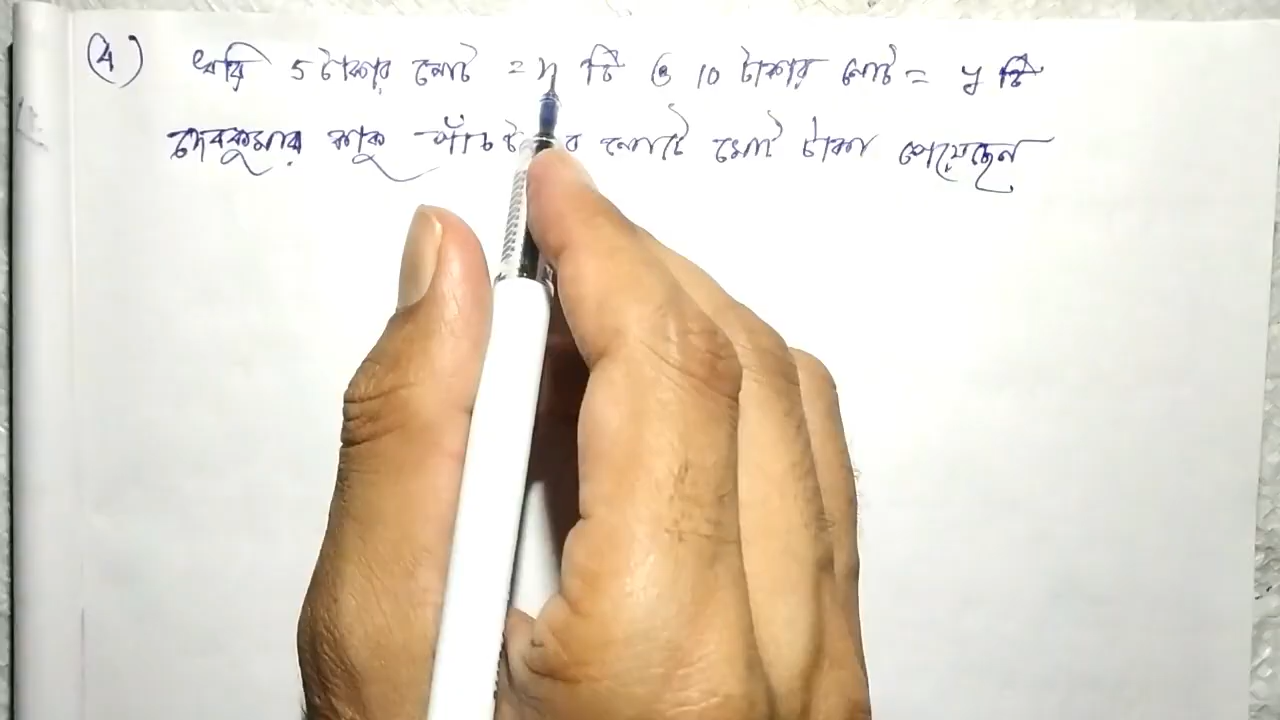 (4) ধরি 5 টাকার নোট = x টি ও 10 টাকার নোট = y টি
দেবকুমার কাকু পাঁচ নোটে মোট টাকা পেয়েছেন